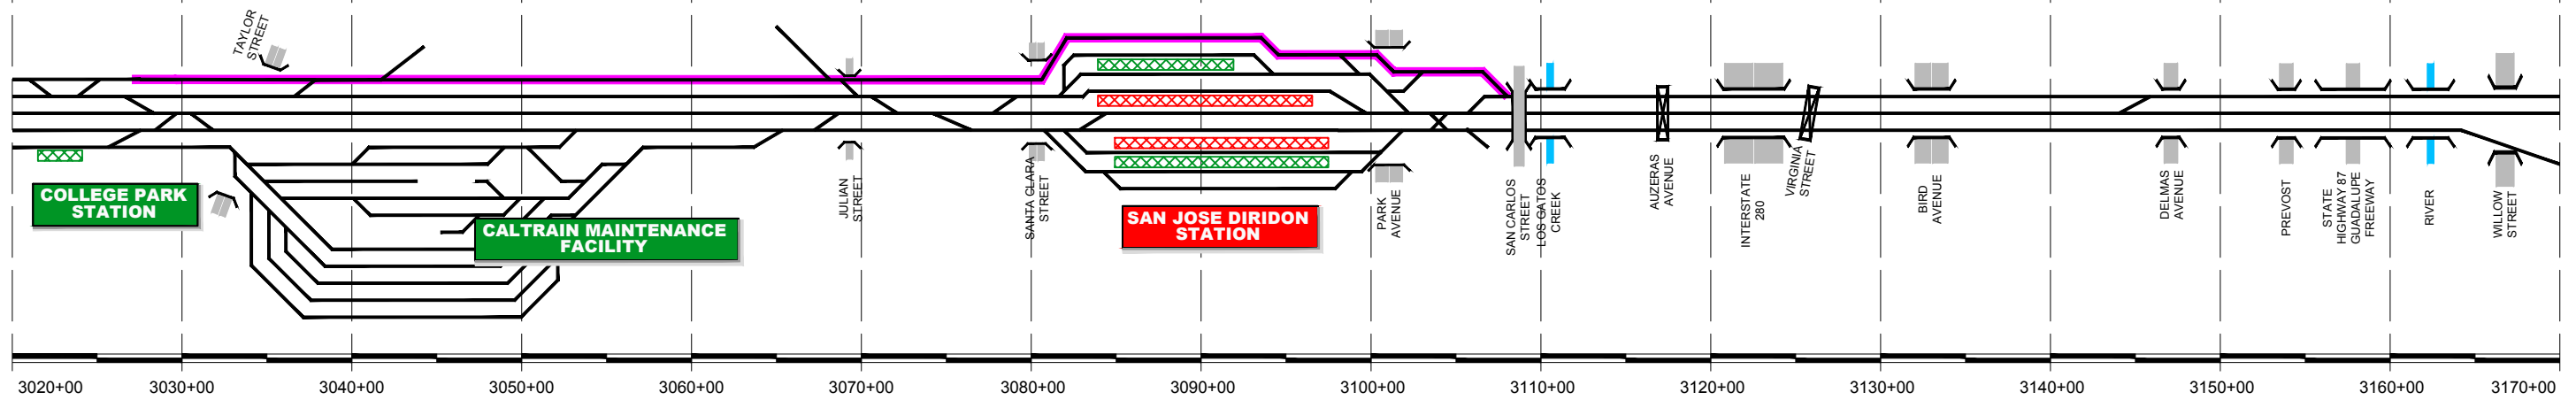 TAYLOR
STREET
COLLEGE PARK
STATION
CALTRAIN MAINTENANCE
FACILITY
JULIAN
STREET
SANTA CLARA
STREET
SAN JOSE DIRIDON
STATION
PARK
AVENUE
SAN CARLOS
STREET
LOS GATOS
CREEK
AUZERAS
AVENUE
INTERSTATE
280
VIRGINIA
STREET
BIRD
AVENUE
DELMAS
AVENUE
PREVOST
STATE
HIGHWAY 87
GUADALUPE
FREEWAY
RIVER
WILLOW
STREET
3020+00 3030+00 3040+00 3050+00 3060+00 3070+00 3080+00 3090+00 3100+00 3110+00 3120+00 3130+00 3140+00 3150+00 3160+00 3170+00